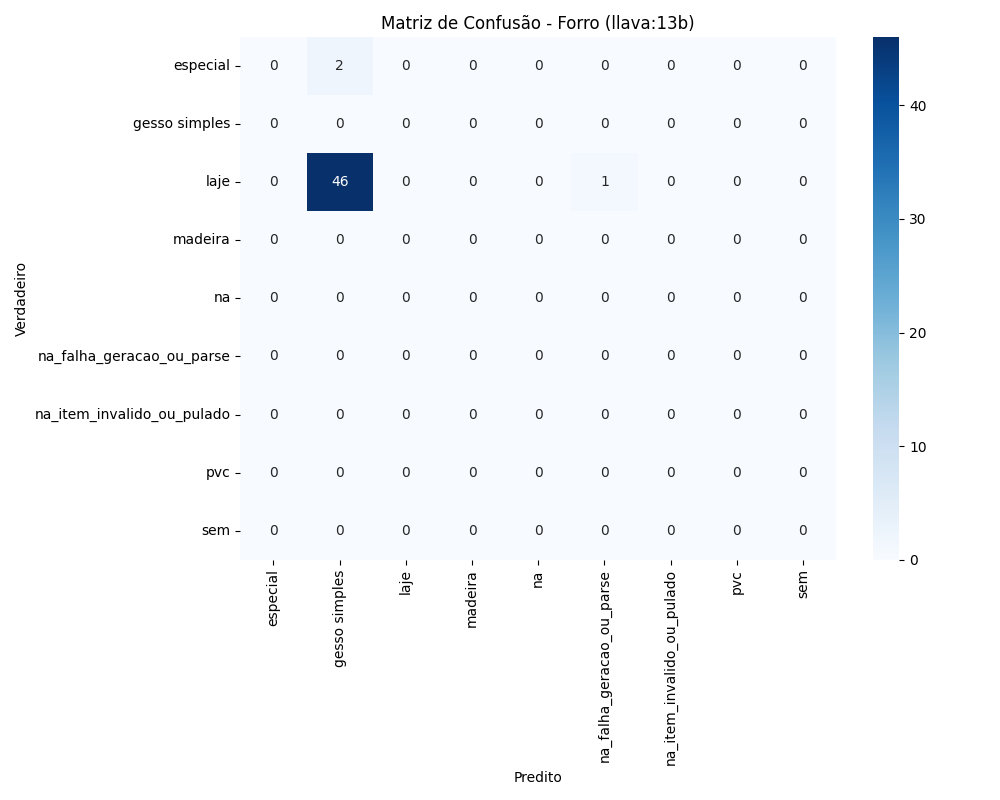 Matriz de Confusão - Forro (llava:13b)
Verdadeiro
especial 0 2 0 0 0 0 0 0 0
gesso simples 0 0 0 0 0 0 0 0 0
laje 0 46 0 0 0 1 0 0 0
madeira 0 0 0 0 0 0 0 0 0
na 0 0 0 0 0 0 0 0 0
na_falha_geracao_ou_parse 0 0 0 0 0 0 0 0 0
na_item_invalido_ou_pulado 0 0 0 0 0 0 0 0 0
pvc 0 0 0 0 0 0 0 0 0
sem 0 0 0 0 0 0 0 0 0
especial
gesso simples
laje
madeira
na
na_falha_geracao_ou_parse
na_item_invalido_ou_pulado
pvc
sem
Predito
40
30
20
10
0